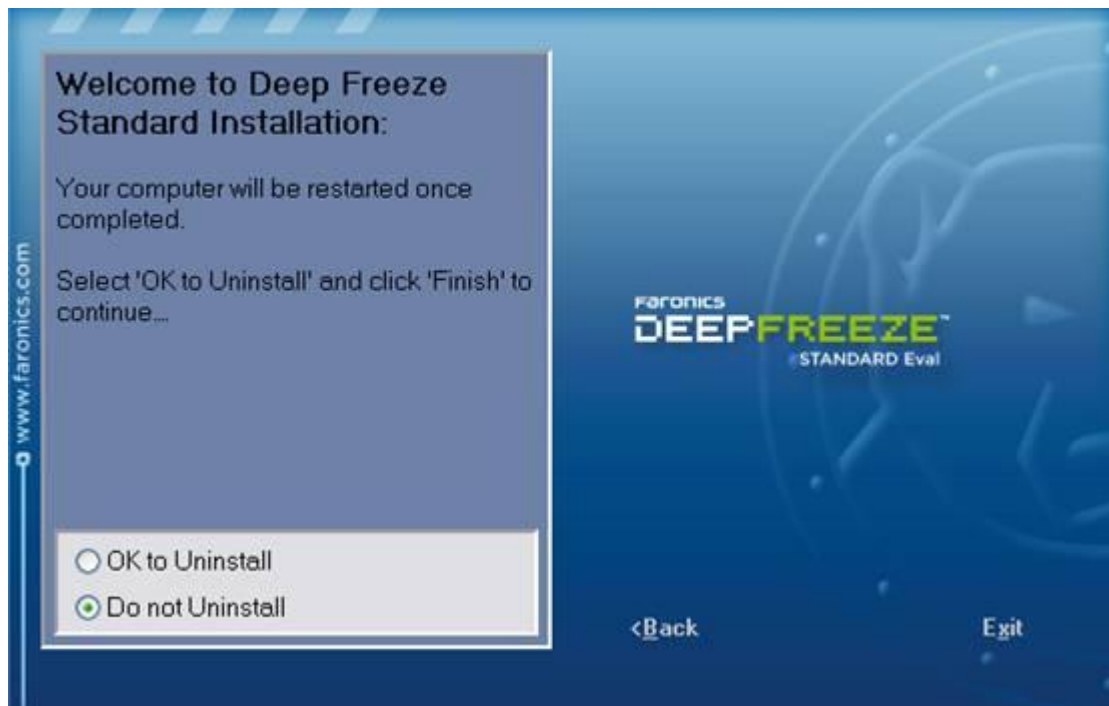 Welcome to Deep Freeze
Standard Installation:
Your computer will be restarted once
completed.
Select 'OK to Uninstall' and click 'Finish' to
continue...
OK to Uninstall
Do not Uninstall
www.faronics.com
Faronics
DEEPFREEZE™
STANDARD Eval
<Back
Exit